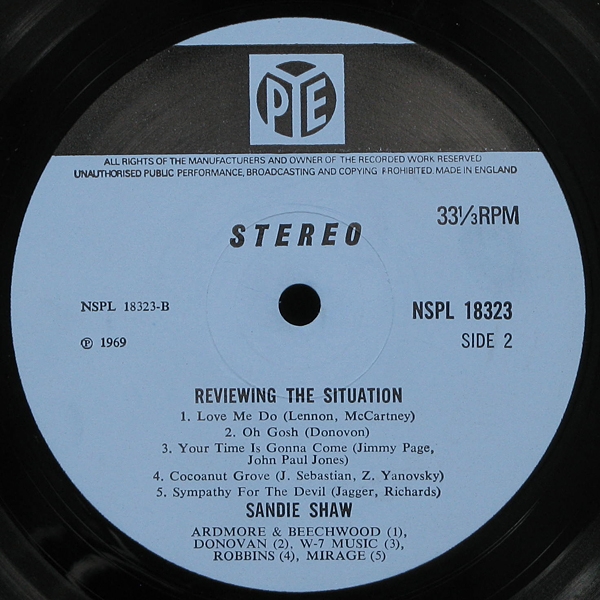 PYE
ALL RIGHTS OF THE MANUFACTURERS AND OWNER OF THE RECORDED WORK RESERVED
UNAUTHORISED PUBLIC PERFORMANCE, BROADCASTING AND COPYING PROHIBITED. MADE IN ENGLAND
33⅓RPM
STEREO
NSPL 18323-B
NSPL 18323
℗ 1969
SIDE 2
REVIEWING THE SITUATION
1. Love Me Do (Lennon, McCartney)
2. Oh Gosh (Donovon)
3. Your Time Is Gonna Come (Jimmy Page,
John Paul Jones)
4. Cocoanut Grove (J. Sebastian, Z. Yanovsky)
5. Sympathy For The Devil (Jagger, Richards)
SANDIE SHAW
ARDMORE & BEECHWOOD (1),
DONOVAN (2), W-7 MUSIC (3),
ROBBINS (4), MIRAGE (5)